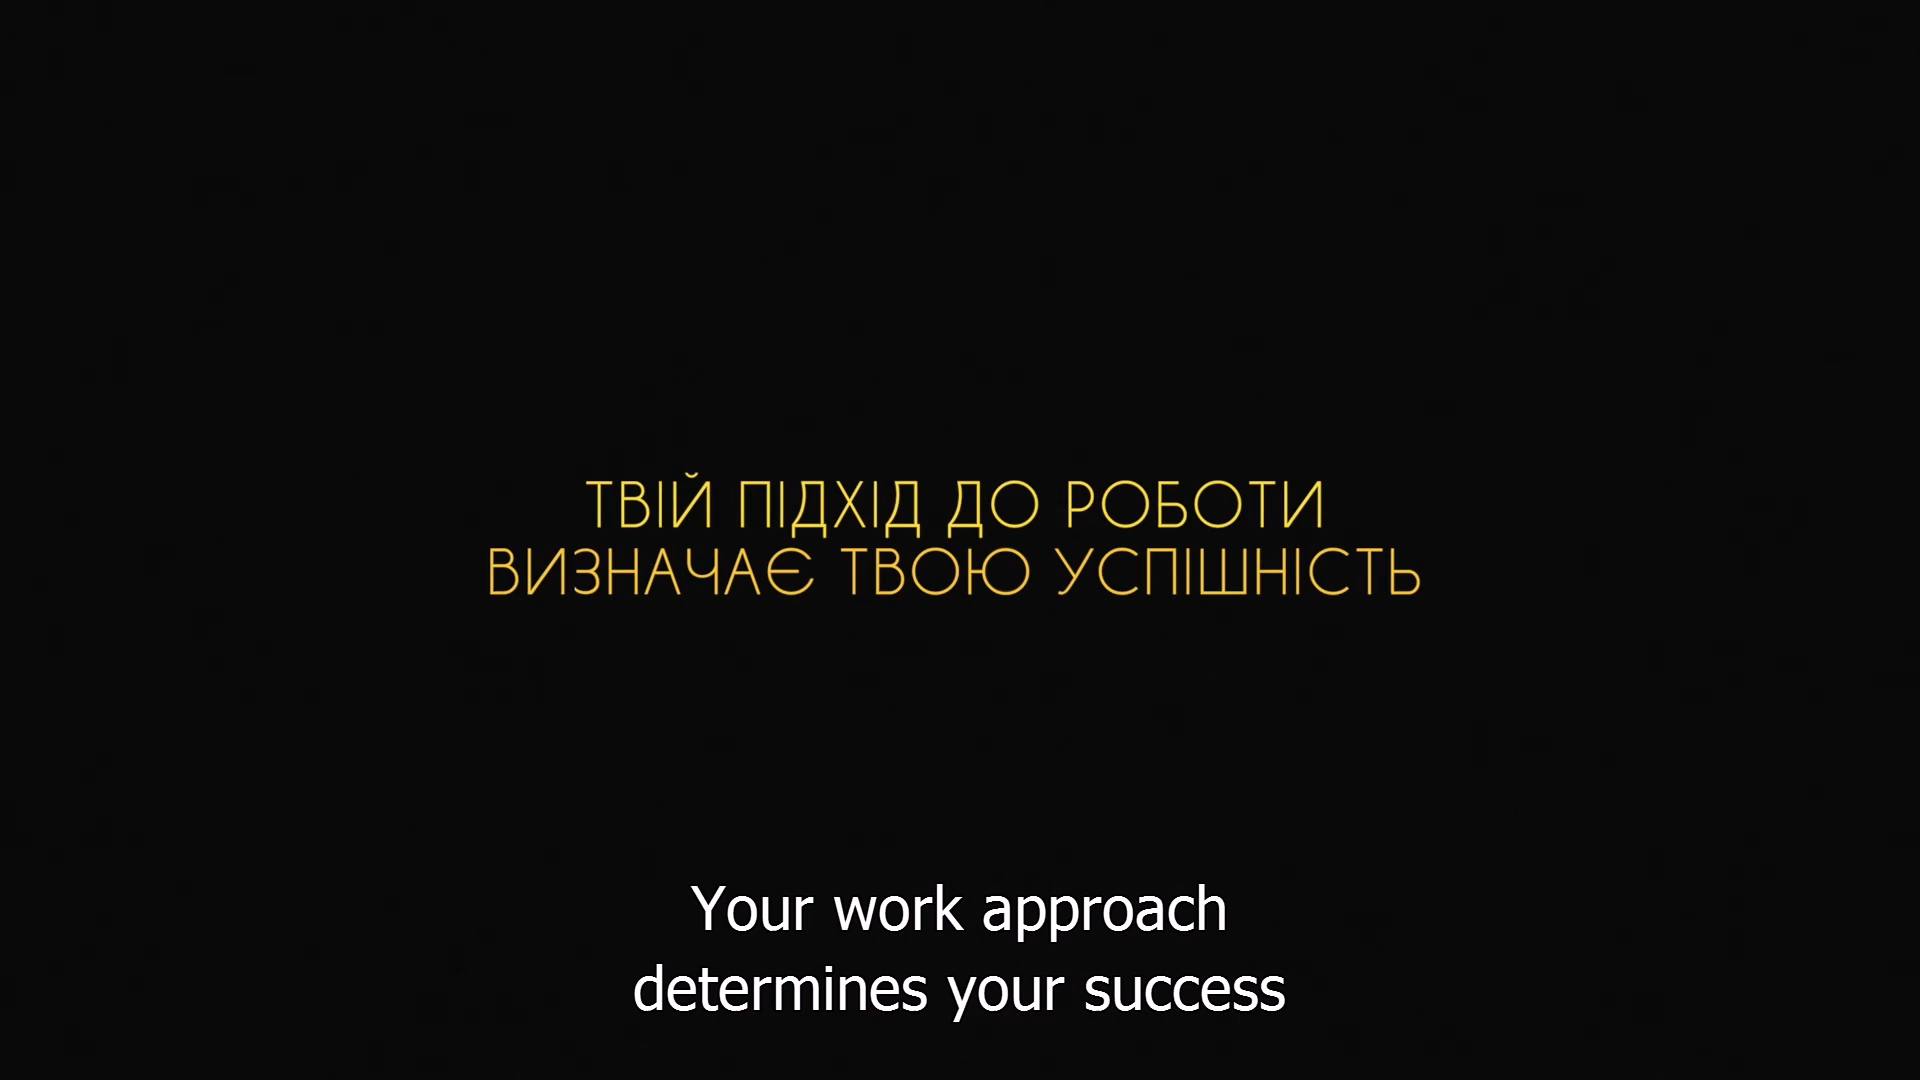 ТВІЙ ПІДХІД ДО РОБОТИ
ВИЗНАЧАЄ ТВОЮ УСПІШНІСТЬ
Your work approach
determines your success